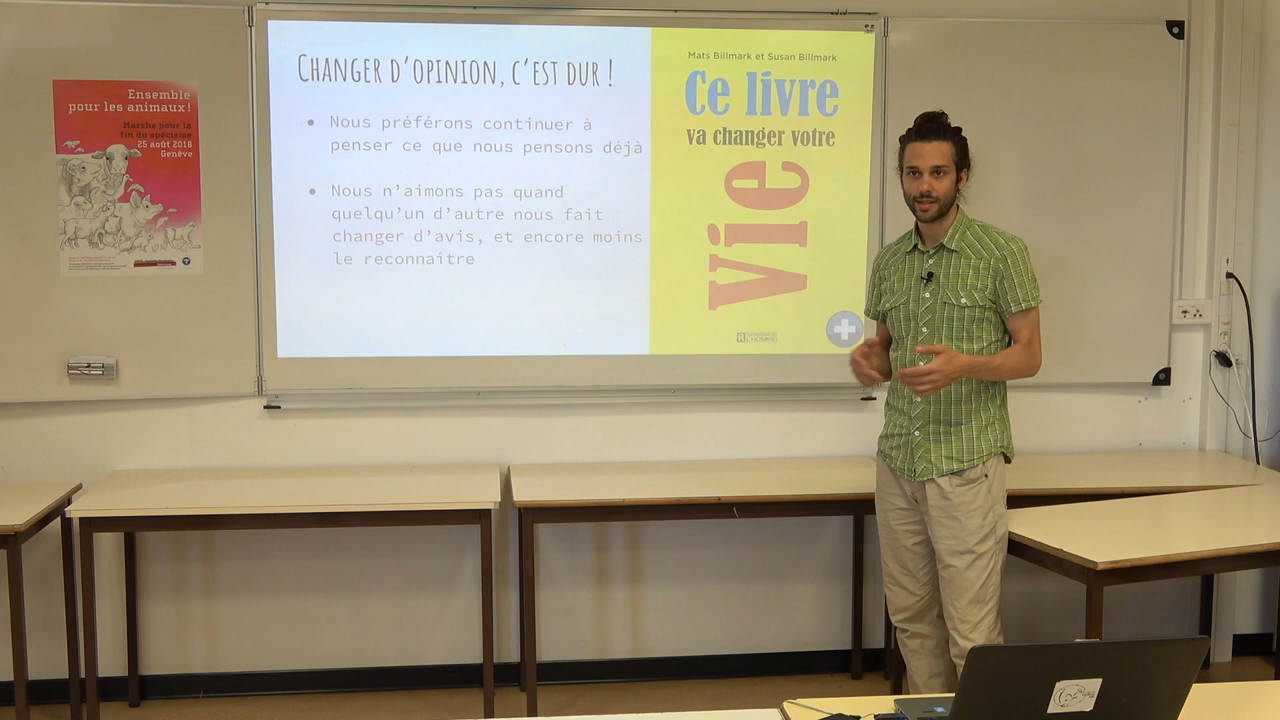 Ensemble
pour les animaux!
Marche pour la
fin du spécisme
25 août 2018
Genève
CHANGER D'OPINION, C'EST DUR !
• Nous préférons continuer à
penser ce que nous pensons déjà
• Nous n'aimons pas quand
quelqu'un d'autre nous fait
changer d'avis, et encore moins
le reconnaître
Mats Billmark et Susan Billmark
Ce livre
va changer votre
vie
L'HOMME